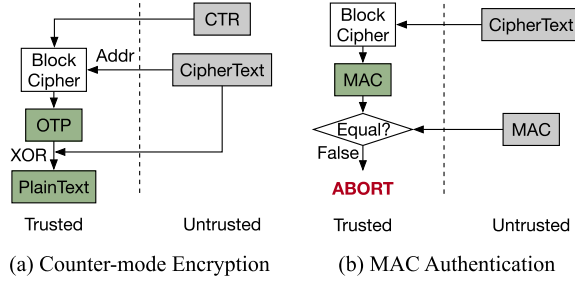 CTR
Block
Cipher
Addr
CipherText
OTP
XOR
PlainText
Trusted
Untrusted
(a) Counter-mode Encryption
Block
Cipher
CipherText
MAC
Equal?
MAC
False
ABORT
Trusted
Untrusted
(b) MAC Authentication